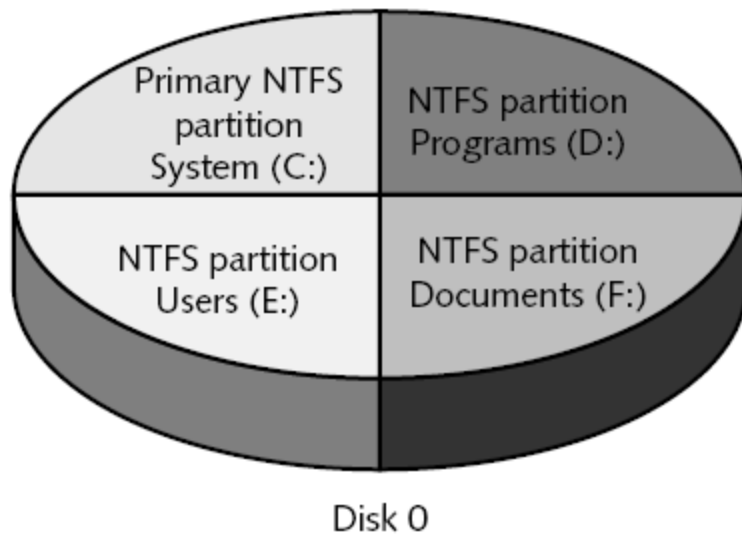 Primary NTFS
partition
System (C:)
NTFS partition
Programs (D:)
NTFS partition
Users (E:)
NTFS partition
Documents (F:)
Disk 0